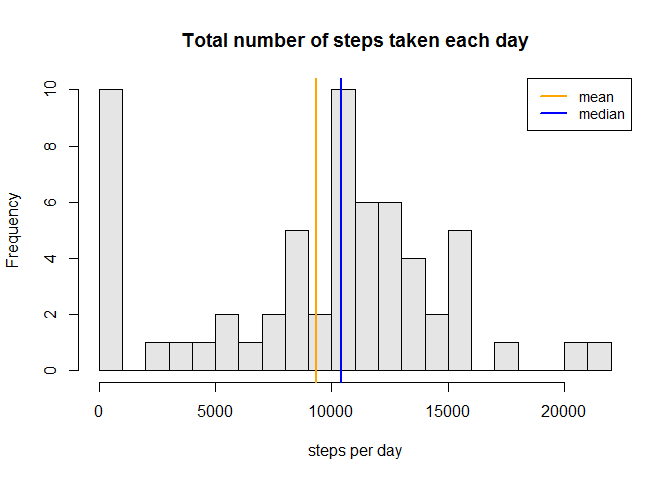 Total number of steps taken each day
mean
median
Frequency
10
8
6
4
2
0
0 5000 10000 15000 20000
steps per day